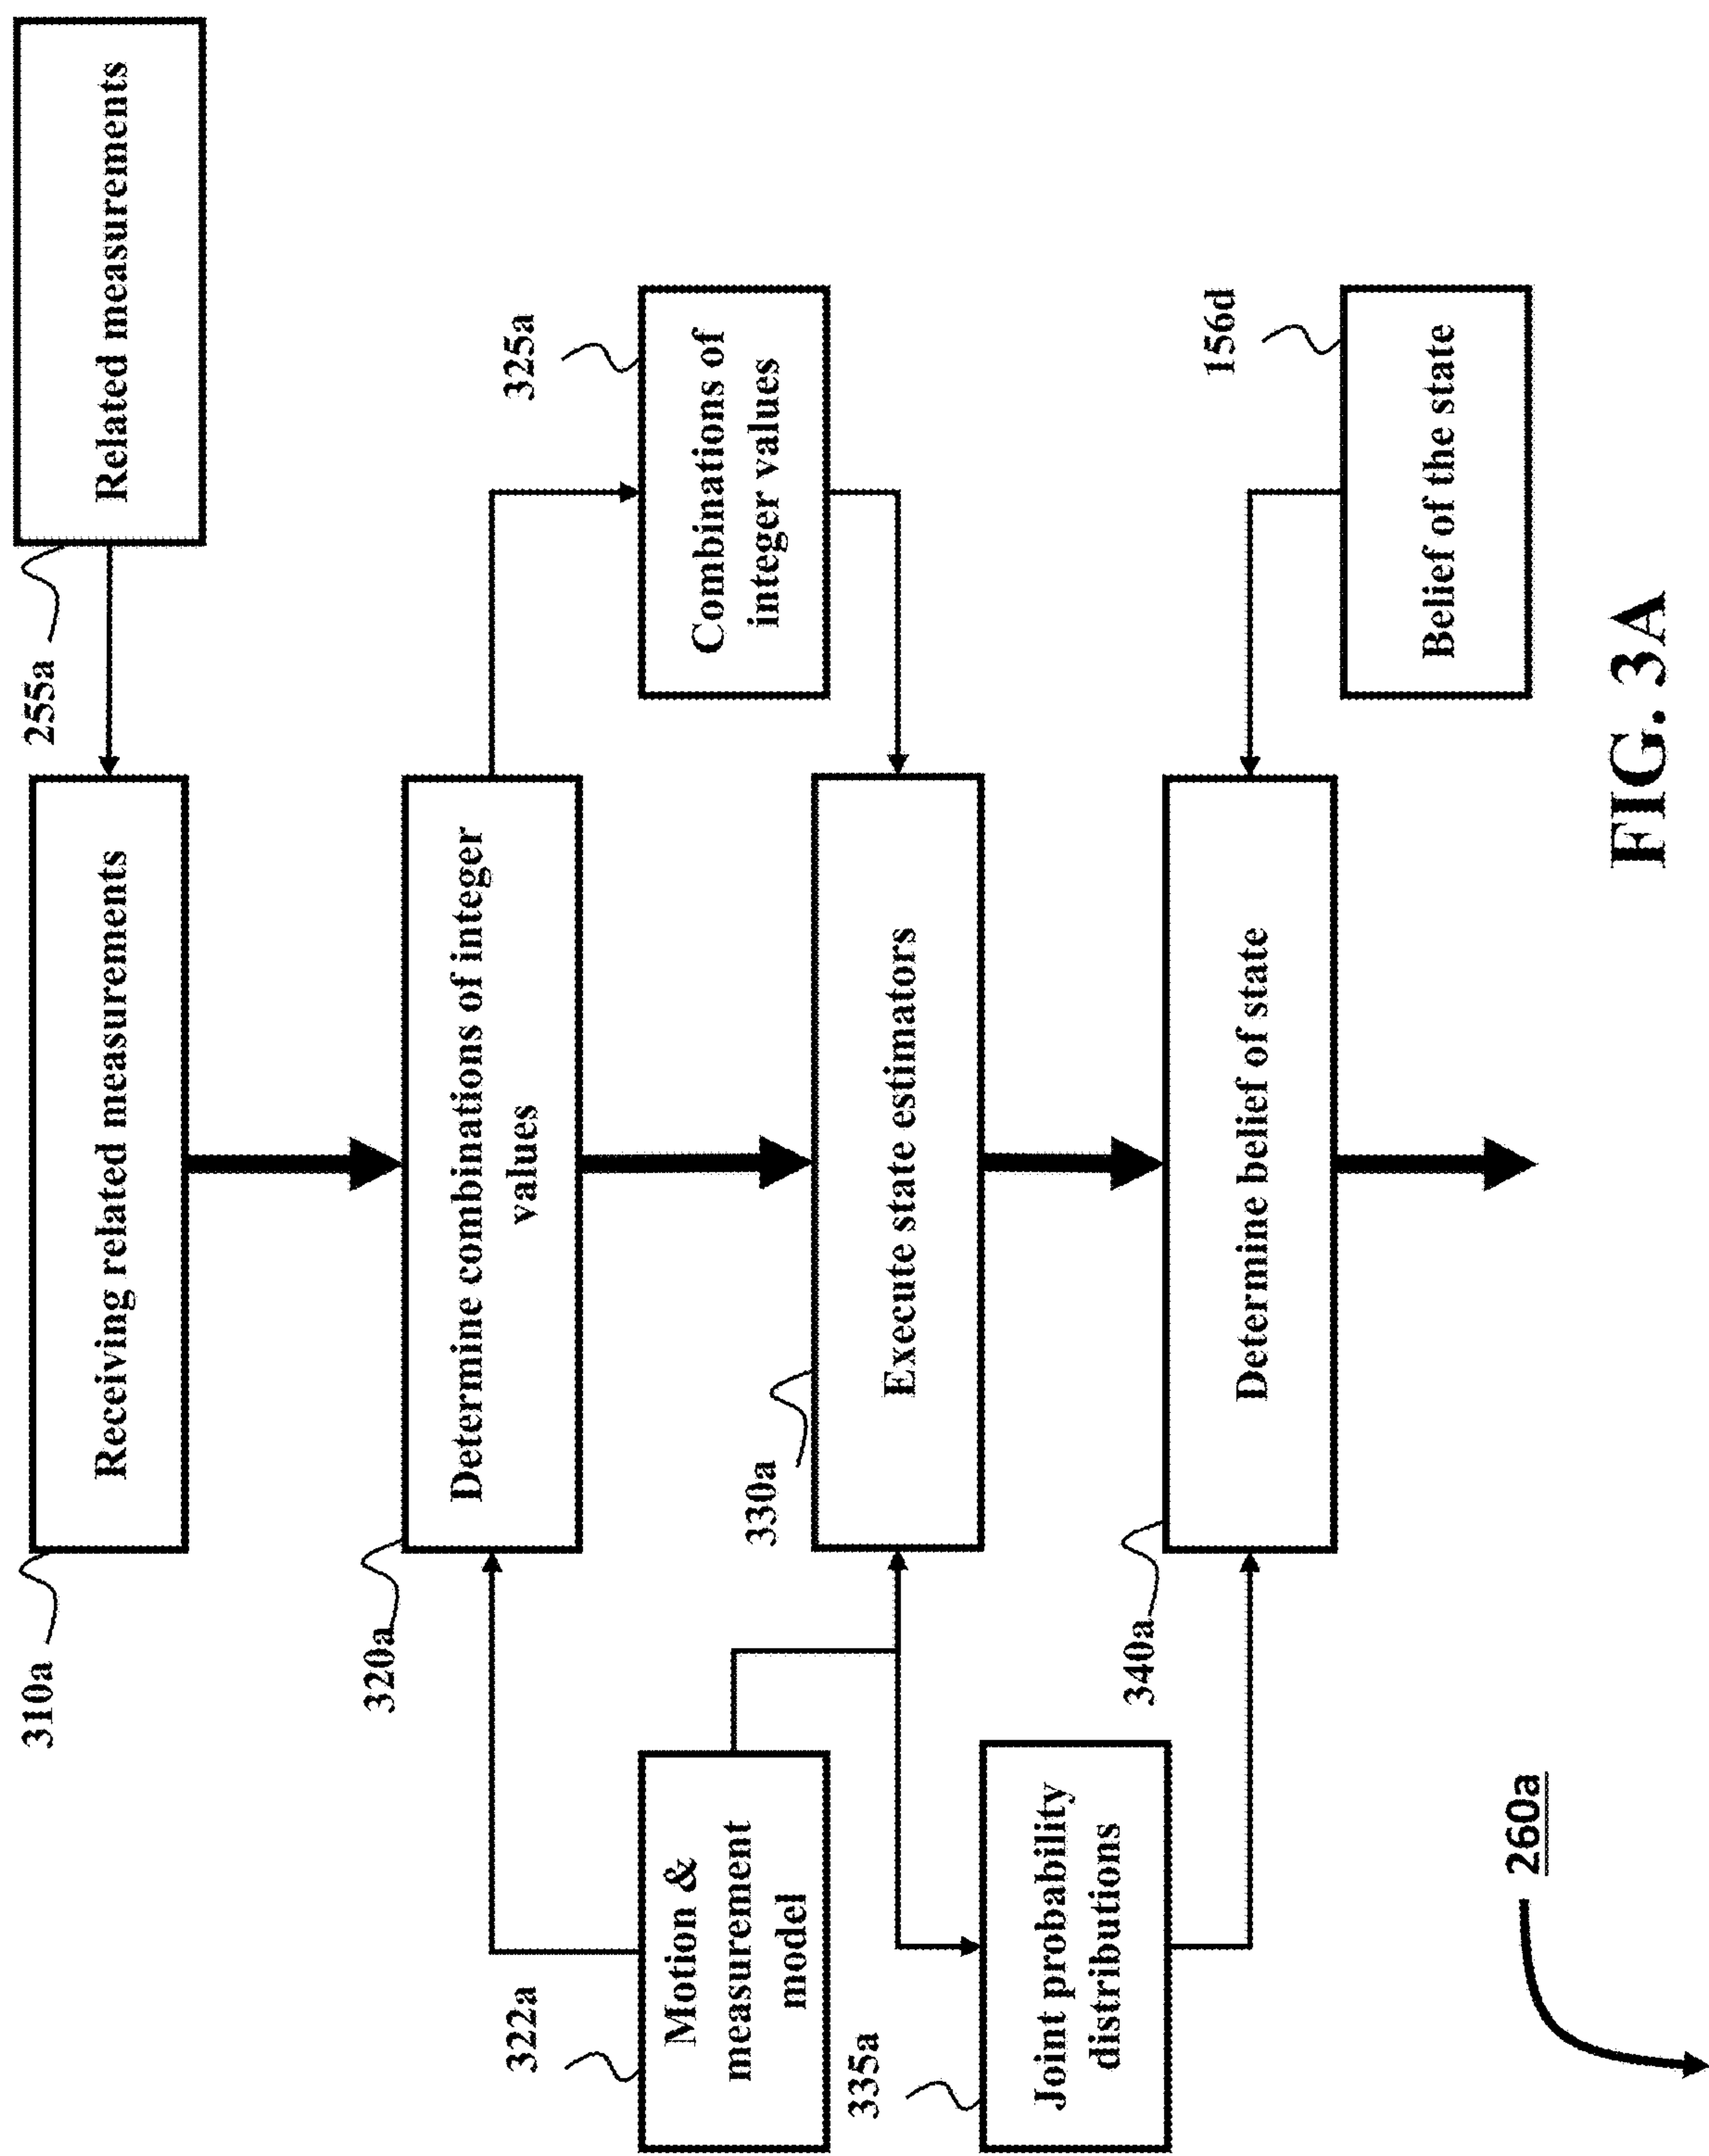 255a
Related measurements
310a
Receiving related measurements
320a
Determine combinations of integer
values
322a
Motion &
measurement
model
325a
Combinations of
integer values
330a
Execute state estimators
335a
Joint probability
distributions
340a
Determine belief of state
156d
Belief of the state
260a
FIG. 3A